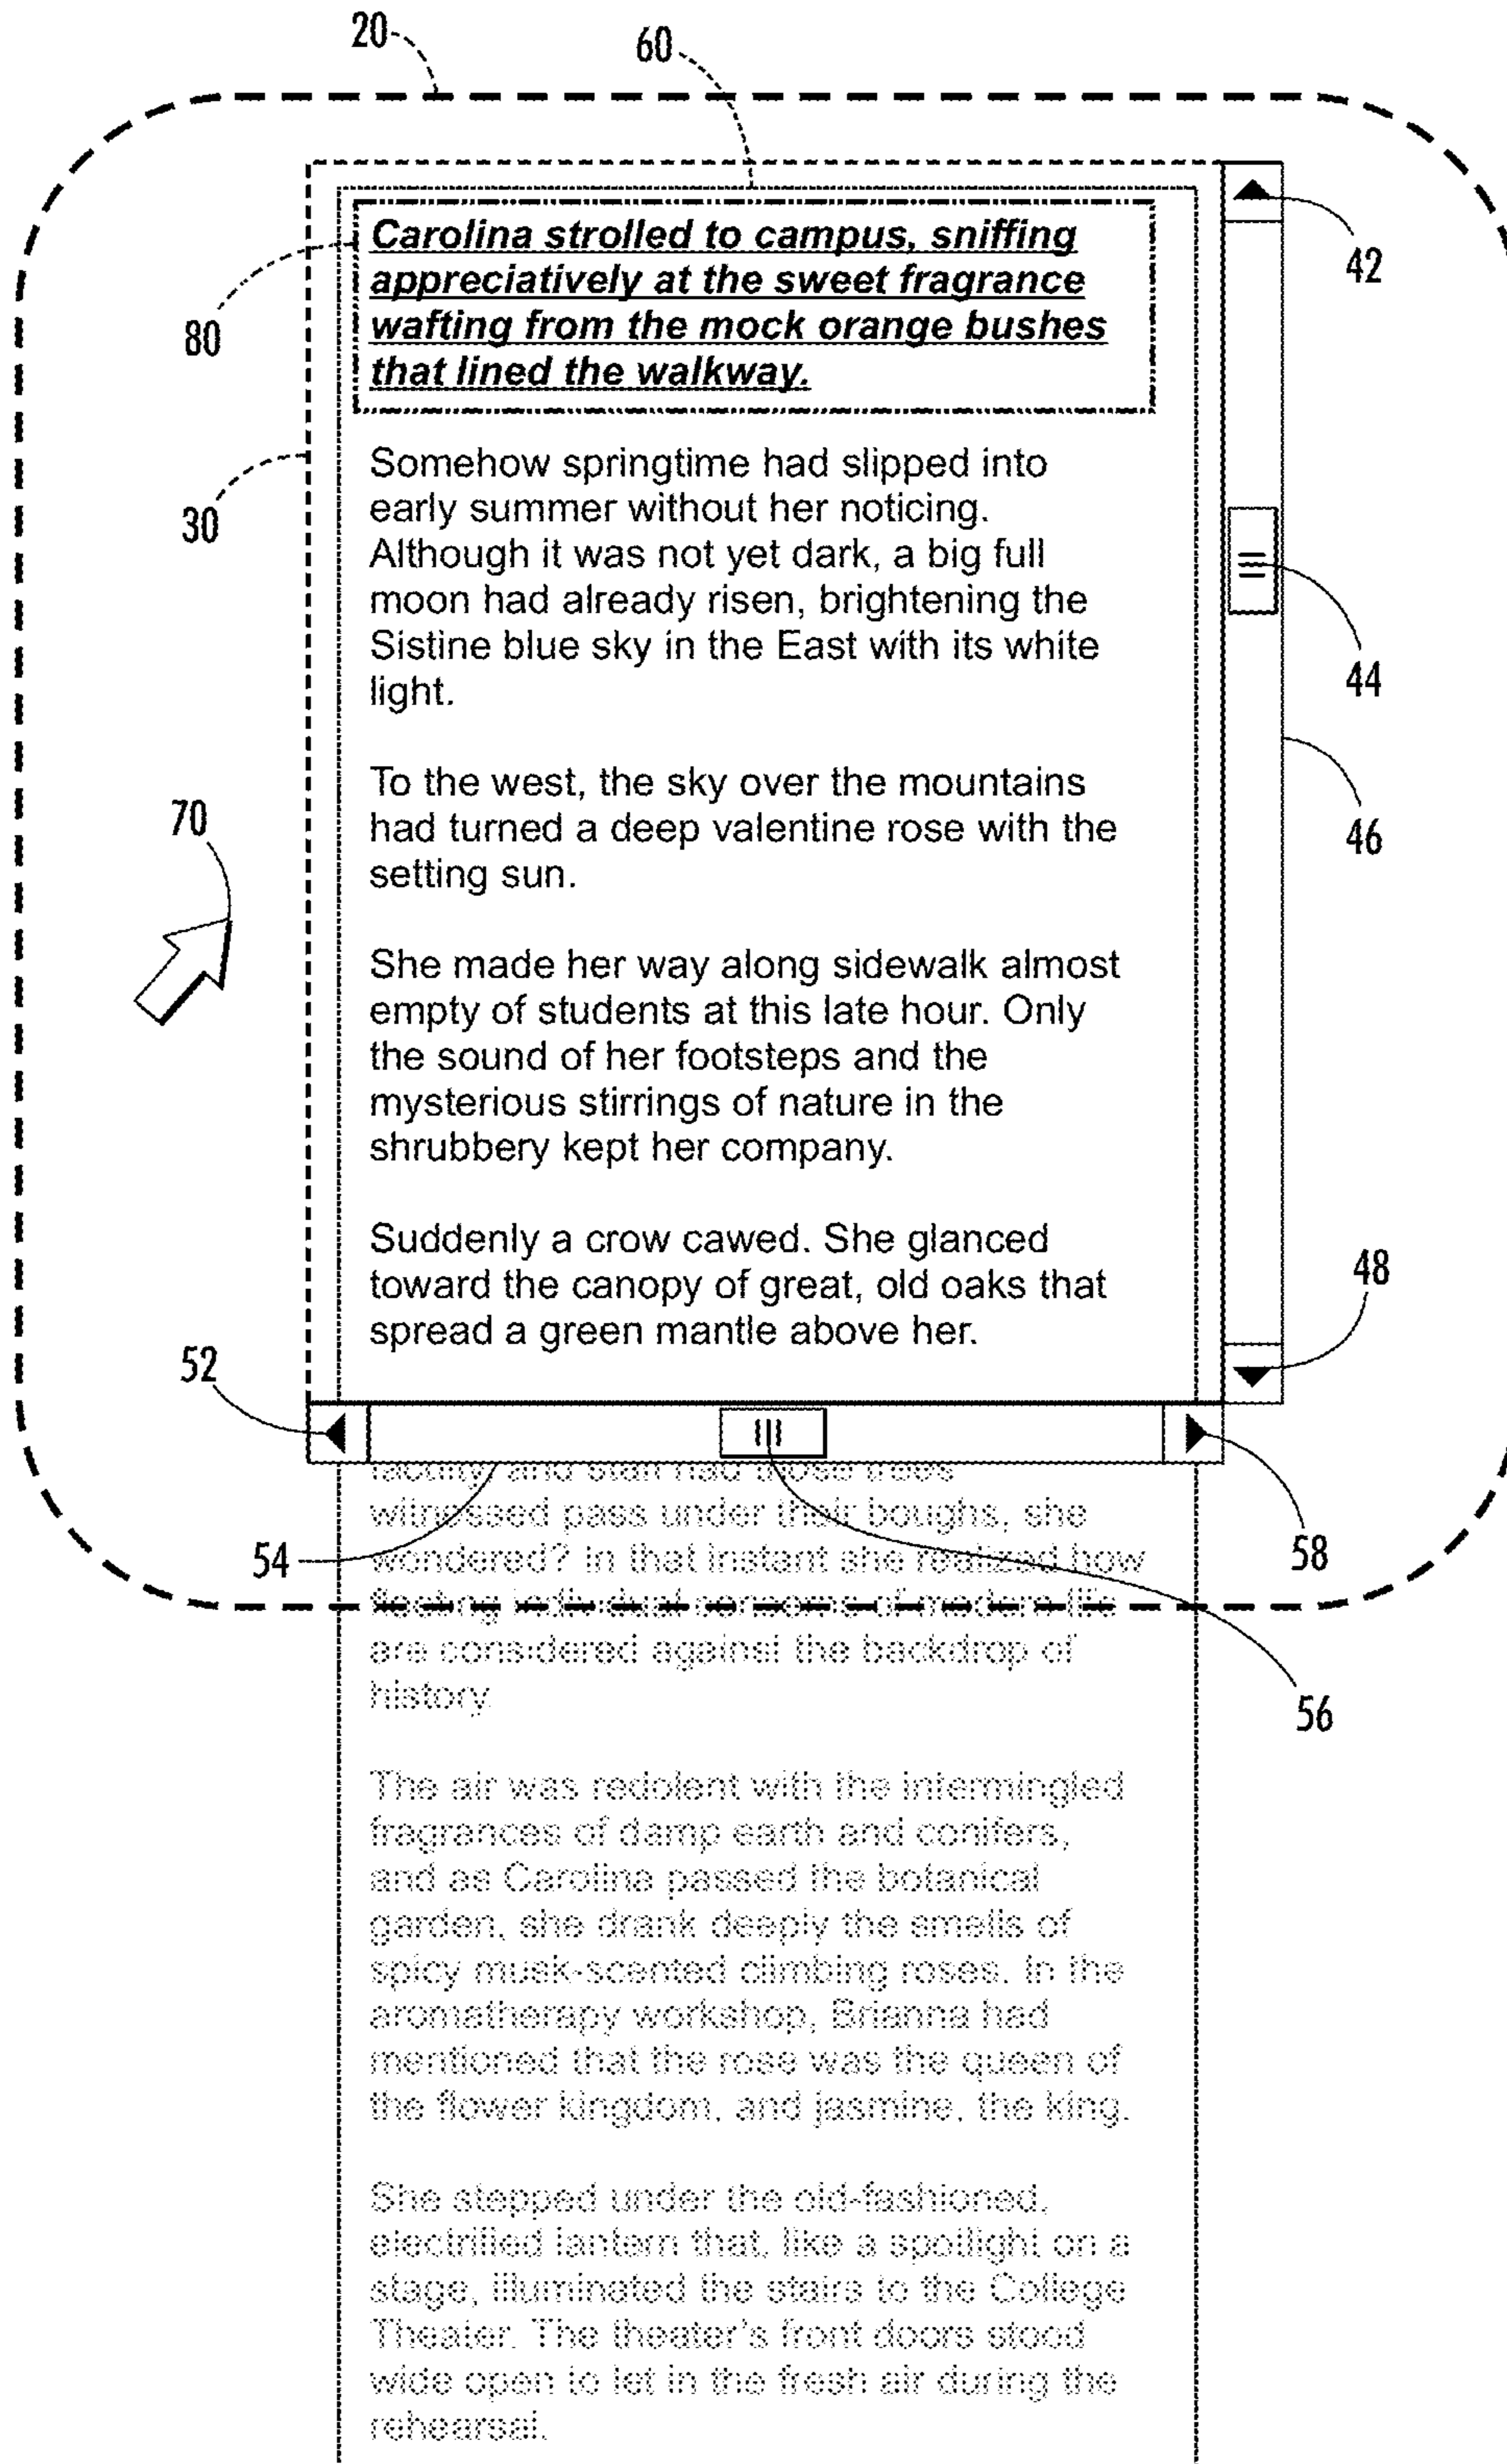 20
60
Carolina strolled to campus, sniffing
appreciatively at the sweet fragrance
wafting from the mock orange bushes
that lined the walkway.
42
80
Somehow springtime had slipped into
early summer without her noticing.
Although it was not yet dark, a big full
moon had already risen, brightening the
Sistine blue sky in the East with its white
light.
30
44
To the west, the sky over the mountains
had turned a deep valentine rose with the
setting sun.
70
46
She made her way along sidewalk almost
empty of students at this late hour. Only
the sound of her footsteps and the
mysterious stirrings of nature in the
shrubbery kept her company.
Suddenly a crow cawed. She glanced
toward the canopy of great, old oaks that
spread a green mantle above her.
48
52
faculty and staff had those trees
witnessed pass under their boughs, she
wondered? In that instant she realized how
fleeting individual of modern life
are considered against the backdrop of
history.
54
58
56
The air was redolent with the intermingled
fragrances of damp earth and conifers,
and as Carolina passed the botanical
garden, she drank deeply the smells of
spicy musk-scented climbing roses. In the
aromatherapy workshop, Brianna had
mentioned that the rose was the queen of
the flower kingdom, and jasmine, the king.
She stepped under the old-fashioned,
electrified lantern that, like a spotlight on a
stage, illuminated the stairs to the College
Theater. The theater's front doors stood
wide open to let in the fresh air during the
rehearsal.